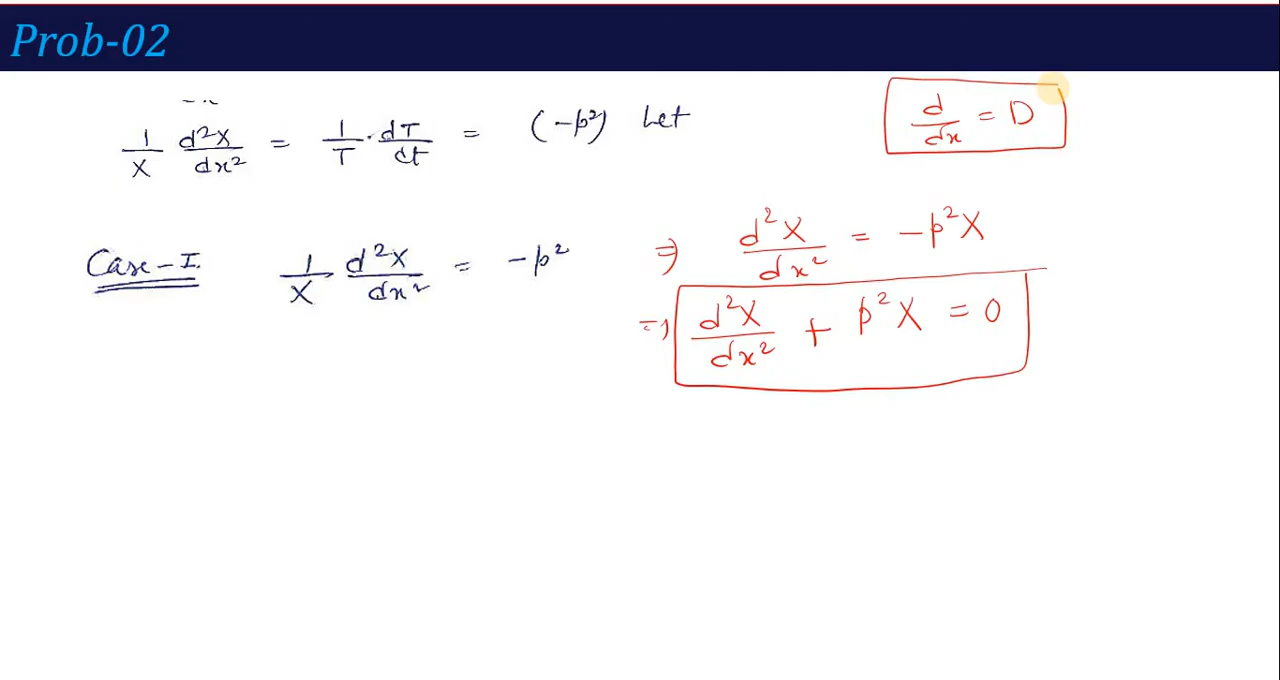 Prob-02
1/X d²X/dx² = 1/T · dT/dt = (-p²) Let
d/dx = D
Case-I. 1/X d²X/dx² = -p²
⇒ d²X/dx² = -p²X
⇒ d²X/dx² + p²X = 0